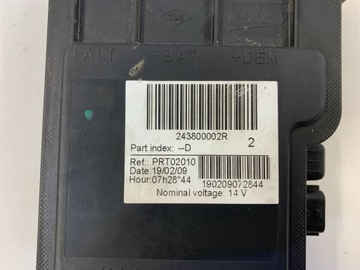 +ALT +BAT +DEM
243800002R
2
Part index: --D
Ref.: PRT02010
Date:19/02/09
Hour:07h28"44
190209072844
Nominal voltage: 14 V